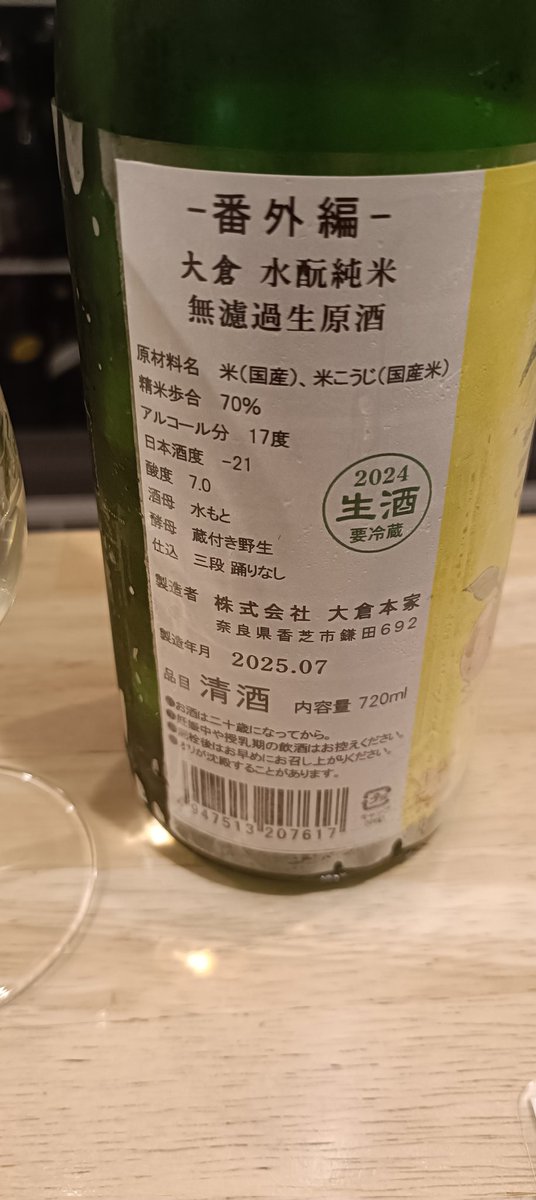 -番外編-
大倉 水酛純米
無濾過生原酒
原材料名 米(国産)、米こうじ(国産米)
精米歩合 70%
アルコール分 17度
日本酒度 -21
酸度 7.0
酒母 水もと
酵母 蔵付き野生
仕込 三段 踊りなし
2024
生酒
要冷蔵
製造者 株式会社 大倉本家
奈良県香芝市鎌田692
製造年月 2025.07
品目 清酒 内容量 720ml
●お酒は二十歳になってから。
●妊娠中や授乳期の飲酒はお控えください。
●開栓後はお早めにお召し上がりください。
●オリが沈殿することがあります。
947513 207617